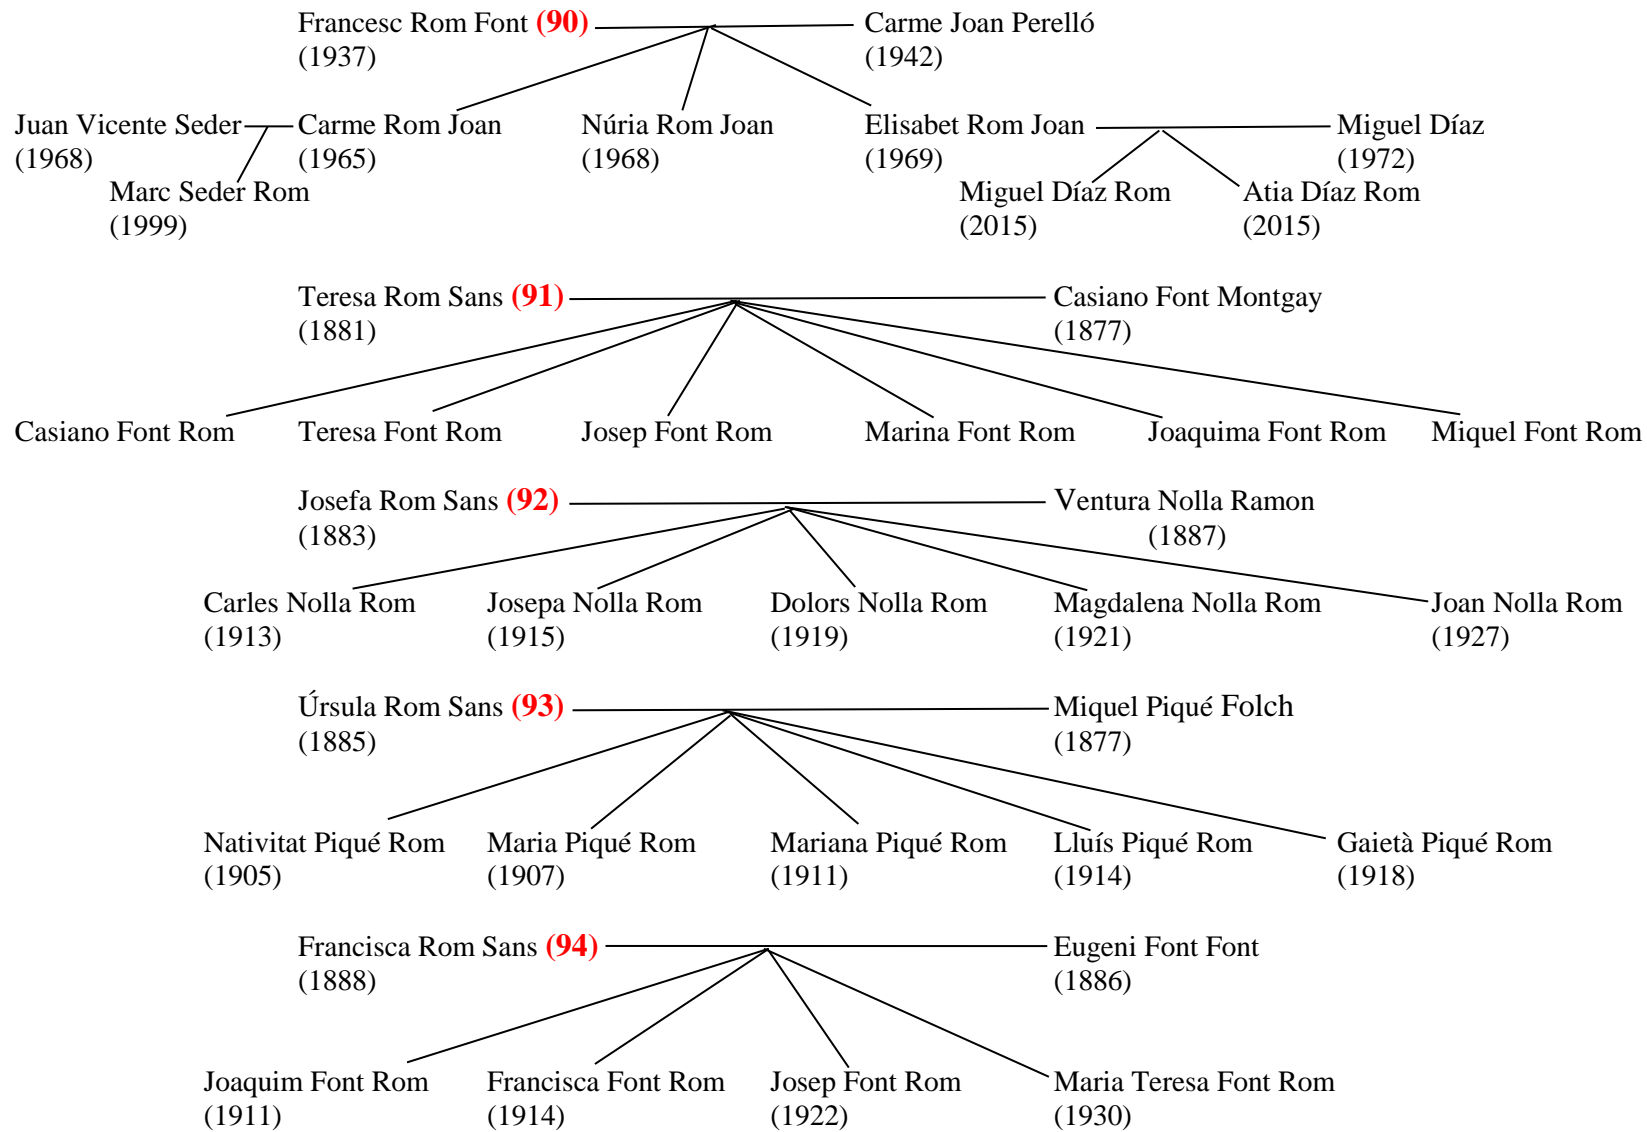 Francesc Rom Font (90) Carme Joan Perelló
(1937) (1942)
Juan Vicente Seder Carme Rom Joan Núria Rom Joan Elisabet Rom Joan Miguel Díaz
(1968) (1965) (1968) (1969) (1972)
Marc Seder Rom Miguel Díaz Rom Atia Díaz Rom
(1999) (2015) (2015)
Teresa Rom Sans (91) Casiano Font Montgay
(1881) (1877)
Casiano Font Rom Teresa Font Rom Josep Font Rom Marina Font Rom Joaquima Font Rom Miquel Font Rom
Josefa Rom Sans (92) Ventura Nolla Ramon
(1883) (1887)
Carles Nolla Rom Josepa Nolla Rom Dolors Nolla Rom Magdalena Nolla Rom Joan Nolla Rom
(1913) (1915) (1919) (1921) (1927)
Úrsula Rom Sans (93) Miquel Piqué Folch
(1885) (1877)
Nativitat Piqué Rom Maria Piqué Rom Mariana Piqué Rom Lluís Piqué Rom Gaietà Piqué Rom
(1905) (1907) (1911) (1914) (1918)
Francisca Rom Sans (94) Eugeni Font Font
(1888) (1886)
Joaquim Font Rom Francisca Font Rom Josep Font Rom Maria Teresa Font Rom
(1911) (1914) (1922) (1930)